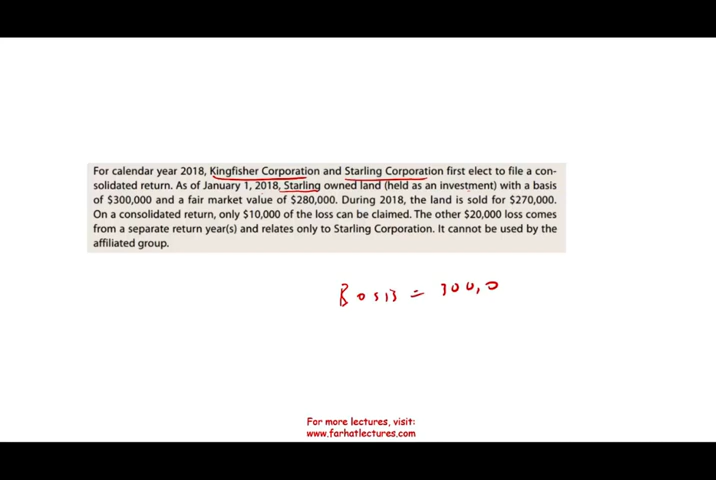 For calendar year 2018, Kingfisher Corporation and Starling Corporation first elect to file a con-
solidated return. As of January 1, 2018, Starling owned land (held as an investment) with a basis
of $300,000 and a fair market value of $280,000. During 2018, the land is sold for $270,000.
On a consolidated return, only $10,000 of the loss can be claimed. The other $20,000 loss comes
from a separate return year(s) and relates only to Starling Corporation. It cannot be used by the
affiliated group.
Basis = 300,0
For more lectures, visit:
www.farhatlectures.com